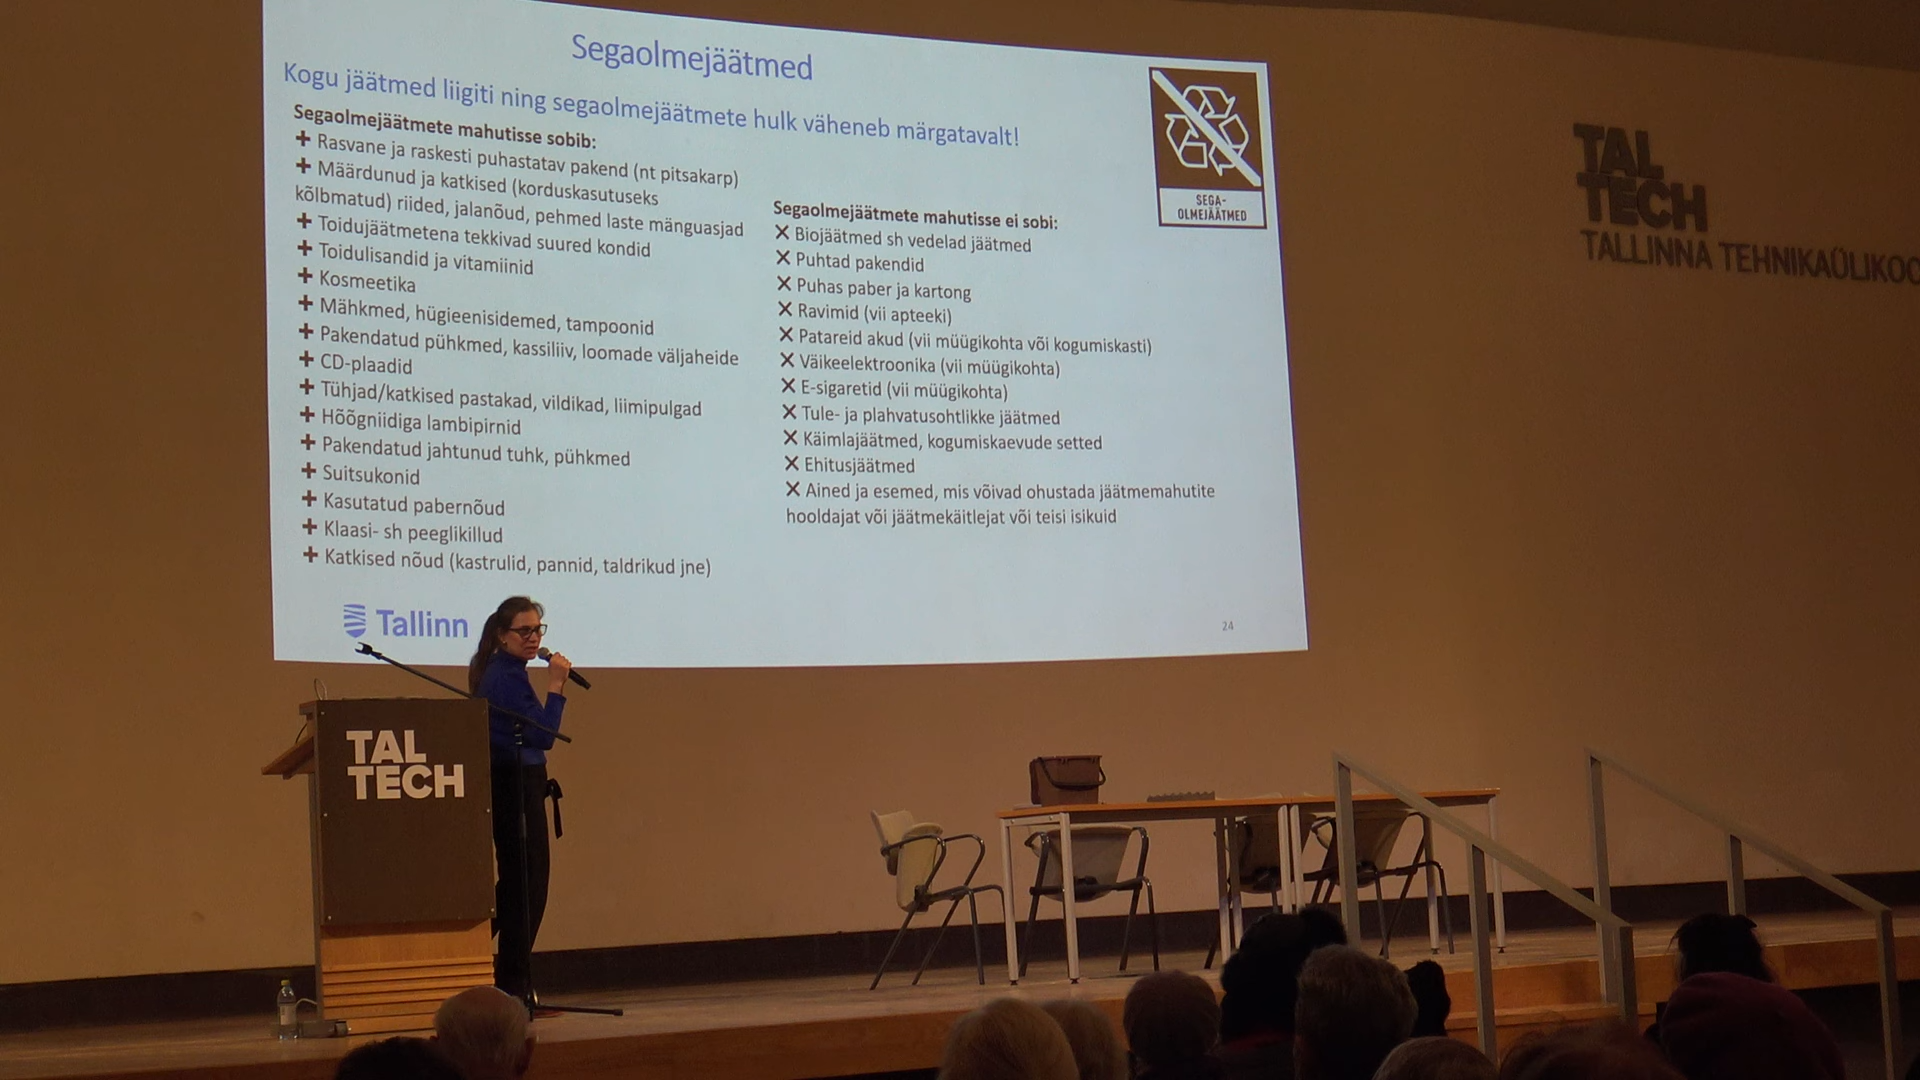 Segaolmejäätmed
Kogu jäätmed liigiti ning segaolmejäätmete hulk väheneb märgatavalt!
Segaolmejäätmete mahutisse sobib:
+ Rasvane ja raskesti puhastatav pakend (nt pitsakarp)
+ Määrdunud ja katkised (korduskasutuseks
kõlbmatud) riided, jalanõud, pehmed laste mänguasjad
+ Toidujäätmetena tekkivad suured kondid
+ Toidulisandid ja vitamiinid
+ Kosmeetika
+ Mähkmed, hügieenisidemed, tampoonid
+ Pakendatud pühkmed, kassiliiv, loomade väljaheide
+ CD-plaadid
+ Tühjad/katkised pastakad, vildikad, liimipulgad
+ Hõõgniidiga lambipirnid
+ Pakendatud jahtunud tuhk, pühkmed
+ Suitsukonid
+ Kasutatud pabernõud
+ Klaasi- sh peeglikillud
+ Katkised nõud (kastrulid, pannid, taldrikud jne)
Segaolmejäätmete mahutisse ei sobi:
✕ Biojäätmed sh vedelad jäätmed
✕ Puhtad pakendid
✕ Puhas paber ja kartong
✕ Ravimid (vii apteeki)
✕ Patareid akud (vii müügikohta või kogumiskasti)
✕ Väikeelektroonika (vii müügikohta)
✕ E-sigaretid (vii müügikohta)
✕ Tule- ja plahvatusohtlikke jäätmed
✕ Käimlajäätmed, kogumiskaevude setted
✕ Ehitusjäätmed
✕ Ained ja esemed, mis võivad ohustada jäätmemahutite
hooldajat või jäätmekäitlejat või teisi isikuid
SEGA-
OLMEJÄÄTMED
Tallinn
24
TAL
TECH
TALLINNA TEHNIKAÜLIKOO
TAL
TECH